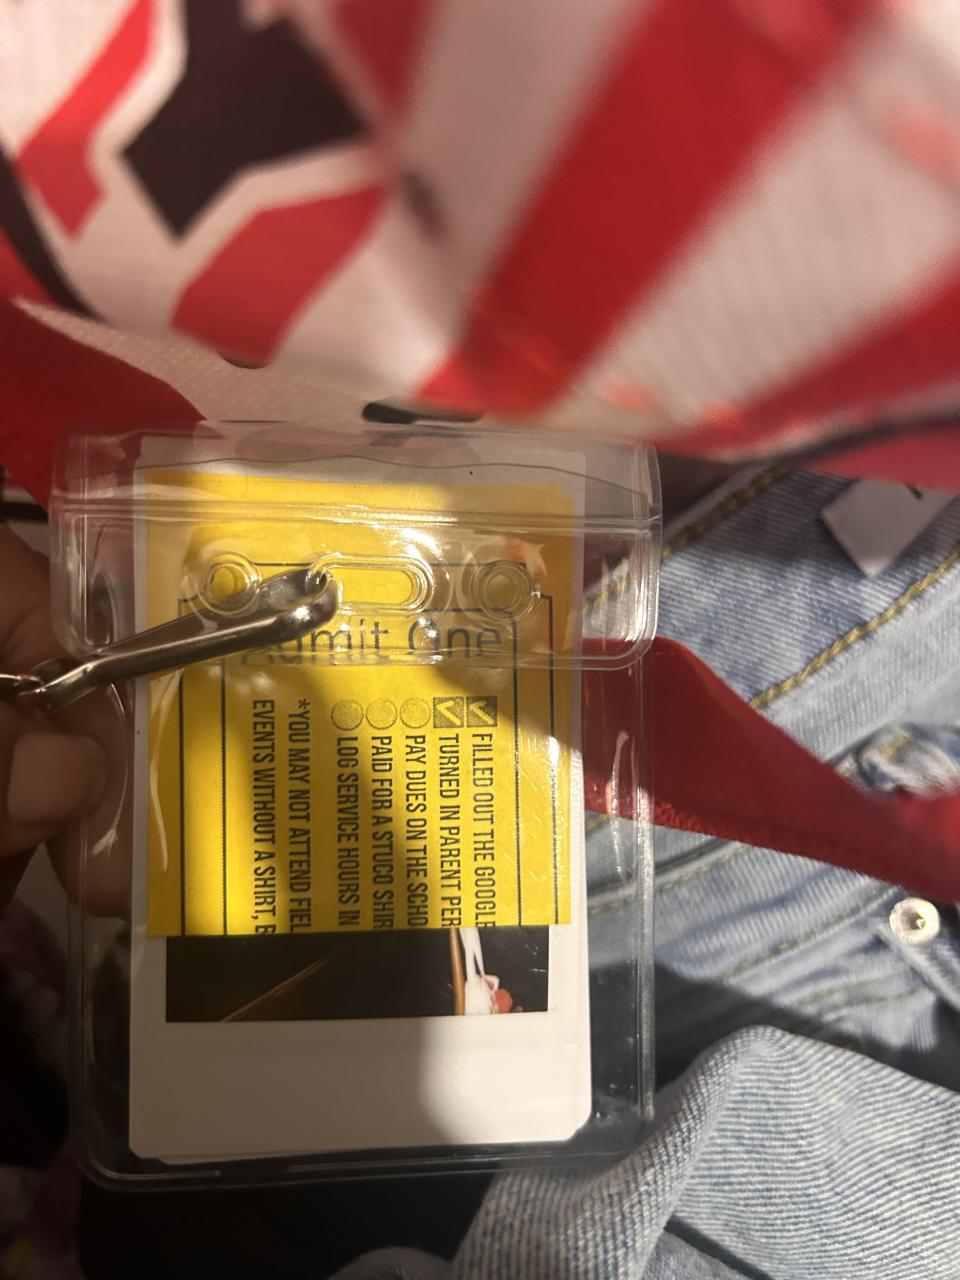 Admit One
FILLED OUT THE GOOGLE
TURNED IN PARENT PER
PAY DUES ON THE SCHO
PAID FOR A STUCO SHIR
LOG SERVICE HOURS IN
*YOU MAY NOT ATTEND FIEL
EVENTS WITHOUT A SHIRT, B